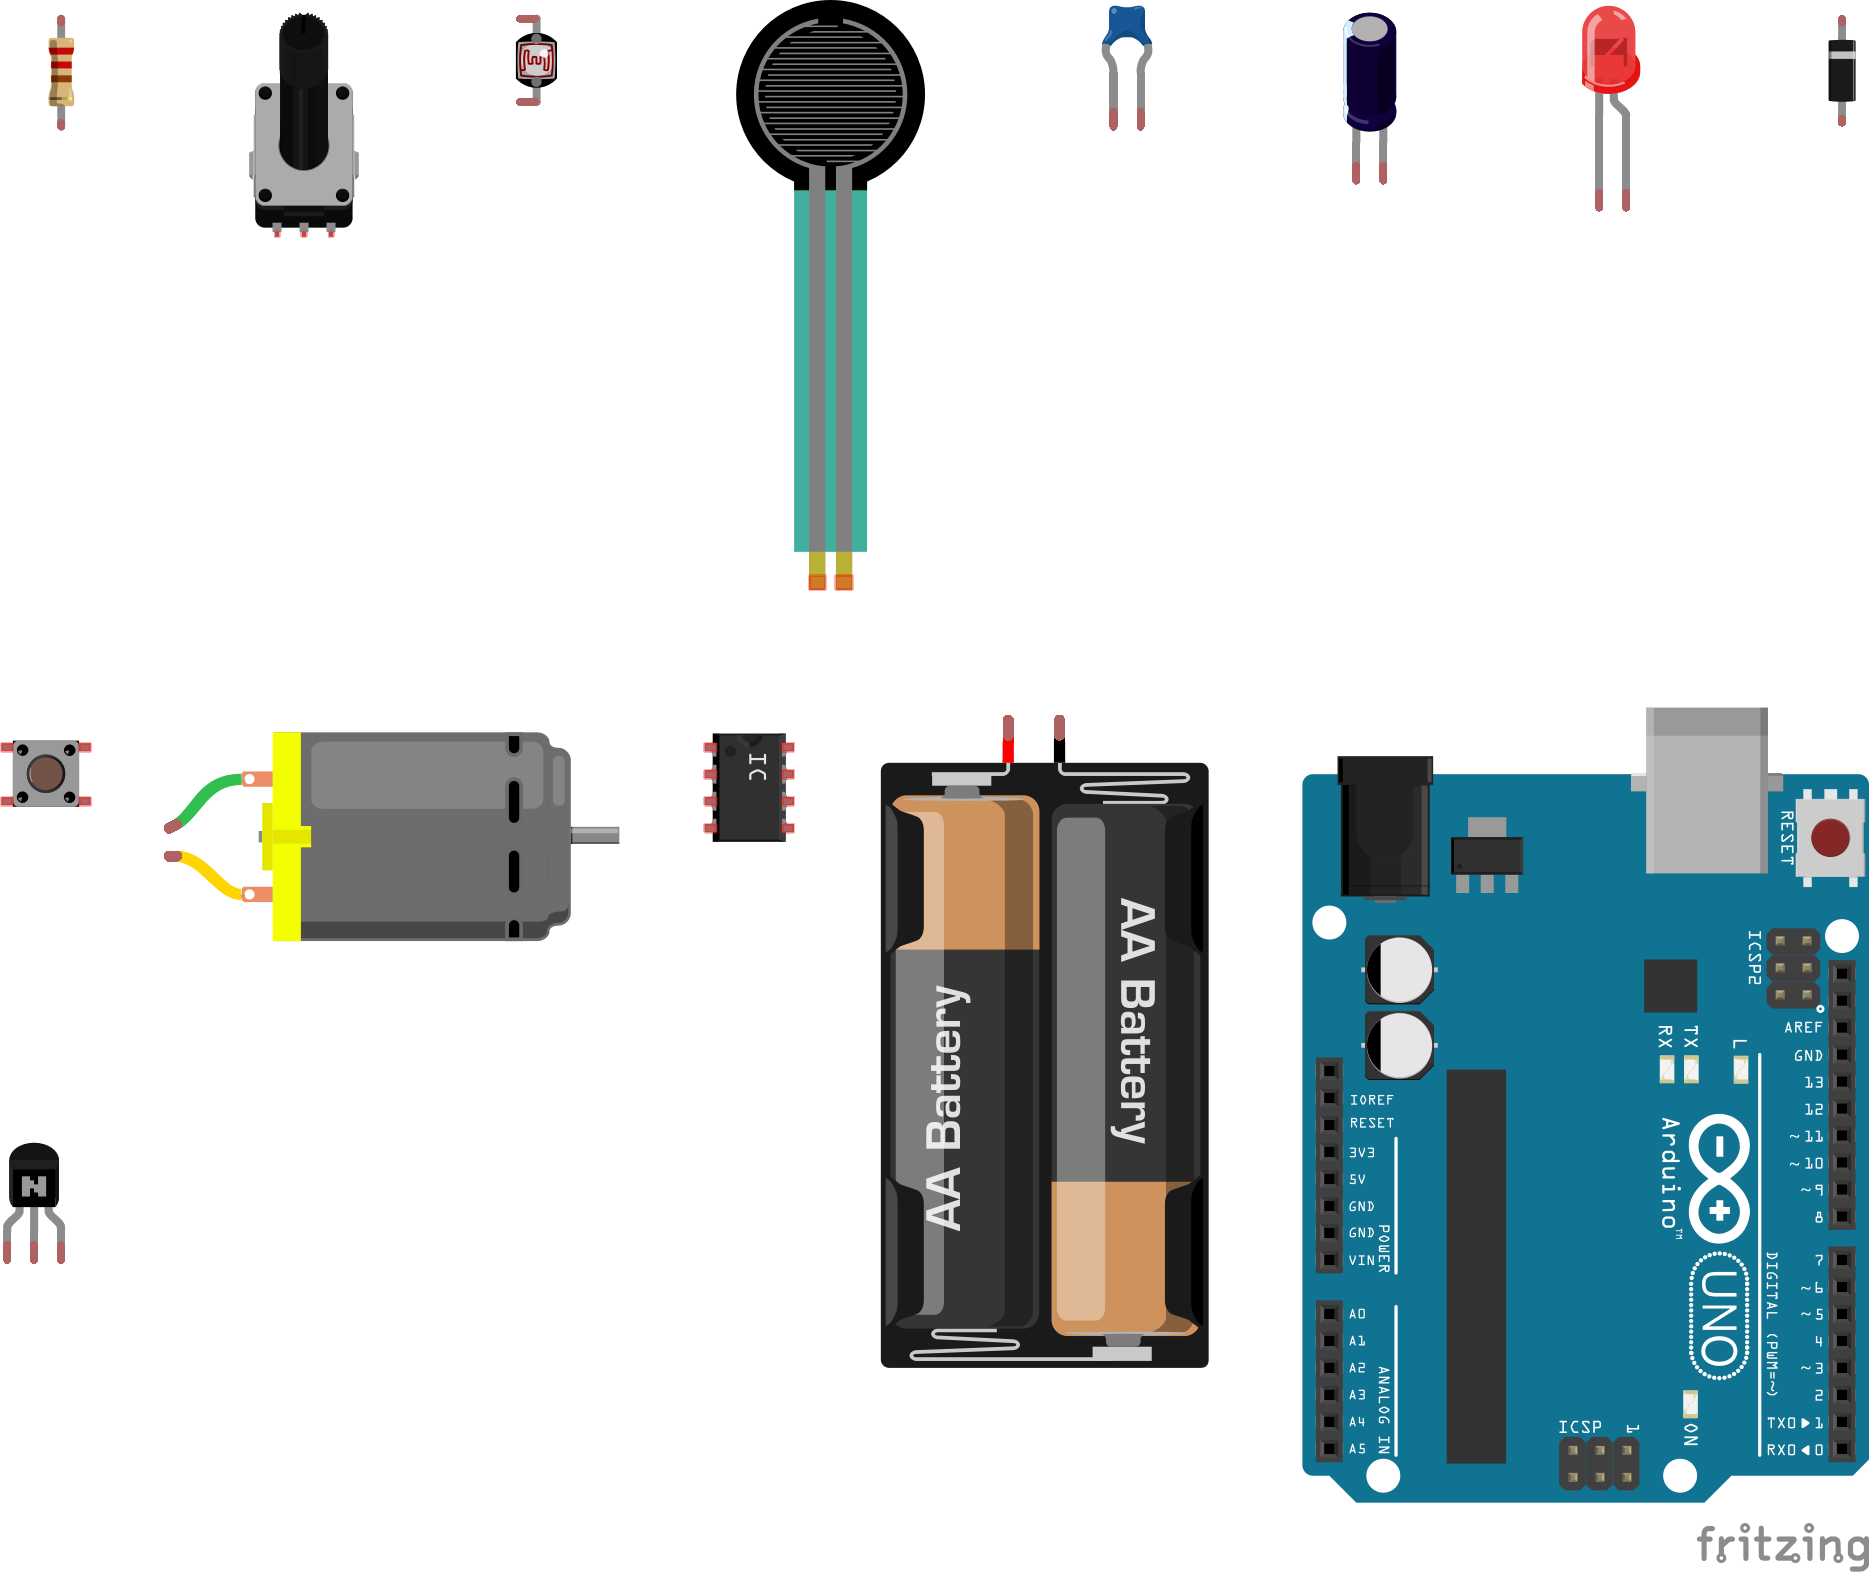 IC
AA Battery
AA Battery
RESET
ICSP2
AREF
GND
RX
TX
L
13
12
~11
~10
~9
8
IOREF
RESET
3V3
5V
GND
GND
VIN
POWER
Arduino™
UNO
DIGITAL (PWM=~)
7
~6
~5
4
~3
2
TX0▶1
RX0◀0
A0
A1
A2
A3
A4
A5
ANALOG IN
ICSP
1
ON
N
fritzing